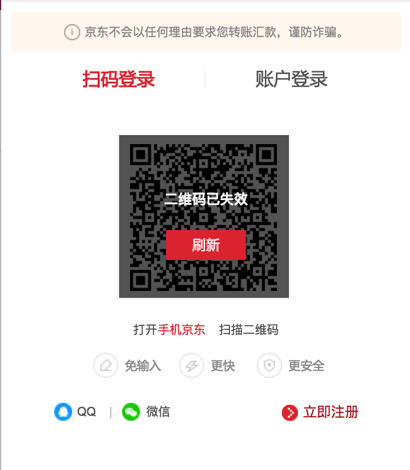 京东不会以任何理由要求您转账汇款，谨防诈骗。
扫码登录 账户登录
二维码已失效
刷新
打开手机京东 扫描二维码
免输入 更快 更安全
QQ | 微信 立即注册